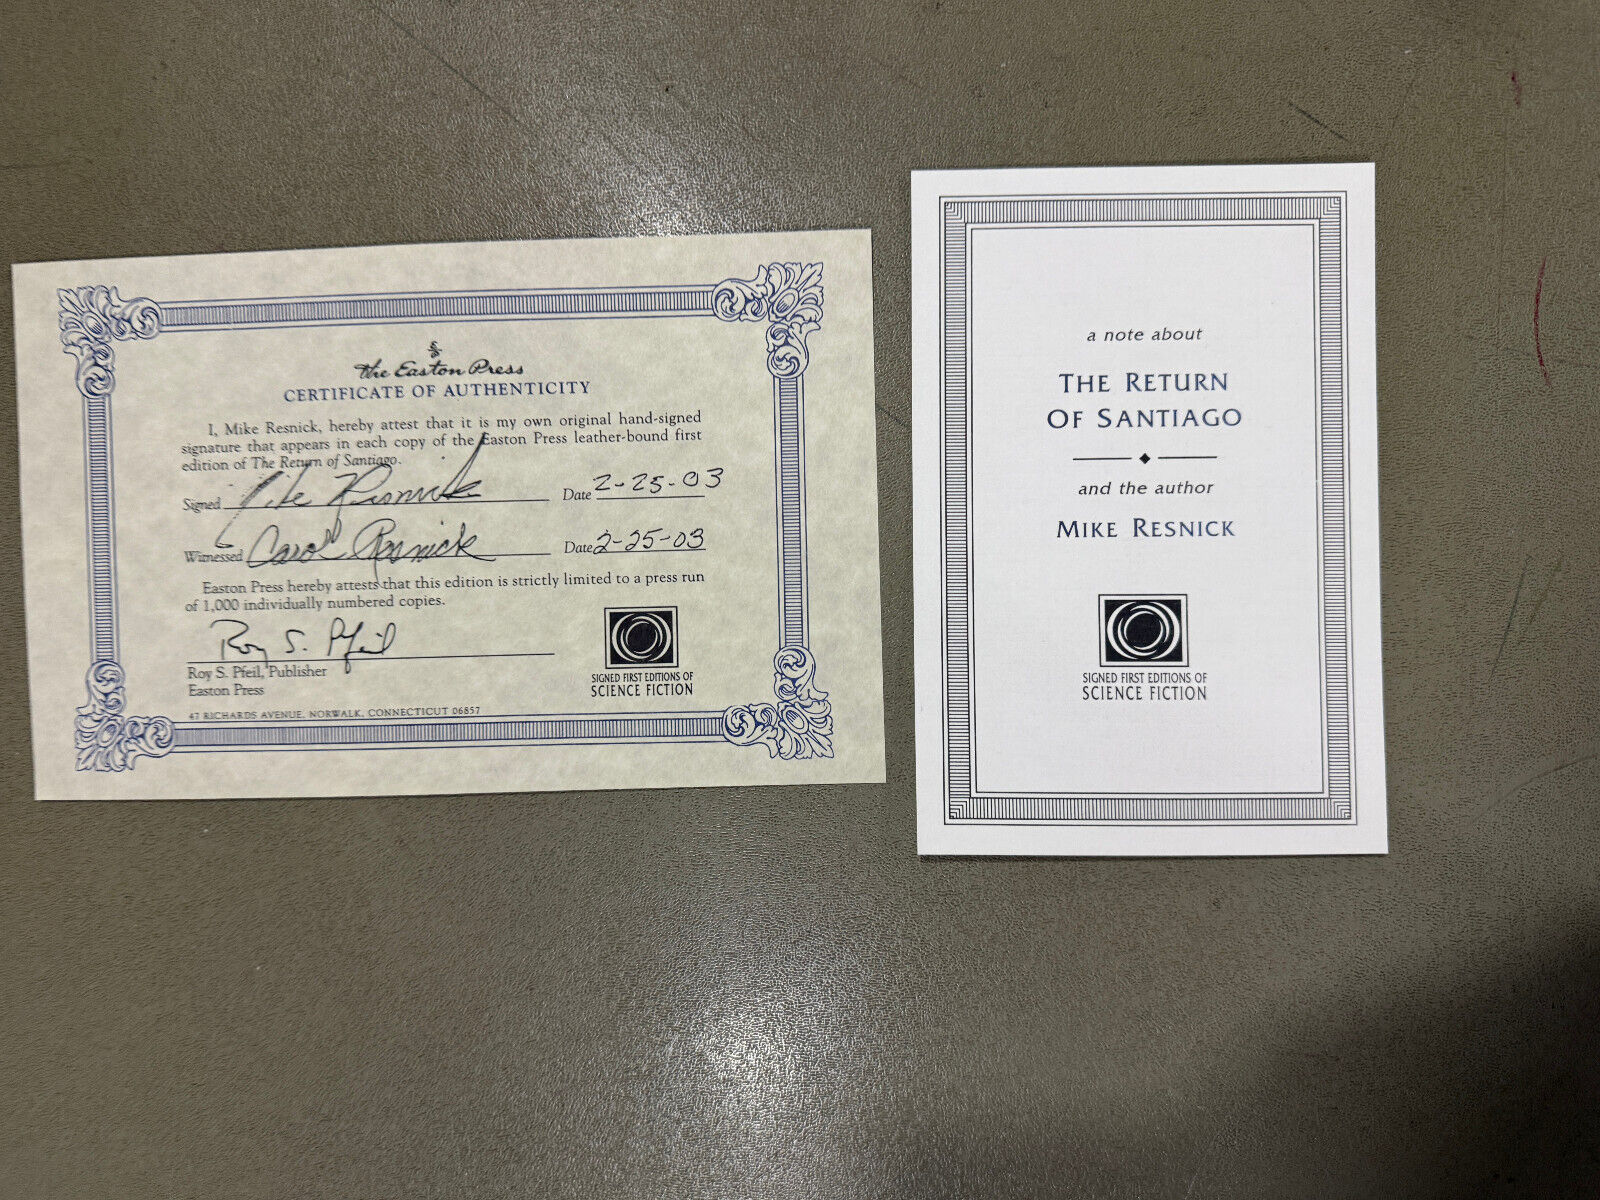 The Easton Press
CERTIFICATE OF AUTHENTICITY
I, Mike Resnick, hereby attest that it is my own original hand-signed
signature that appears in each copy of the Easton Press leather-bound first
edition of The Return of Santiago.
Signed Mike Resnick Date 2-25-03
Witnessed Carol Resnick Date 2-25-03
Easton Press hereby attests that this edition is strictly limited to a press run
of 1,000 individually numbered copies.
Roy S. Pfeil
Roy S. Pfeil, Publisher
Easton Press
47 RICHARDS AVENUE, NORWALK, CONNECTICUT 06857
SIGNED FIRST EDITIONS OF
SCIENCE FICTION
a note about
THE RETURN
OF SANTIAGO
and the author
MIKE RESNICK
SIGNED FIRST EDITIONS OF
SCIENCE FICTION